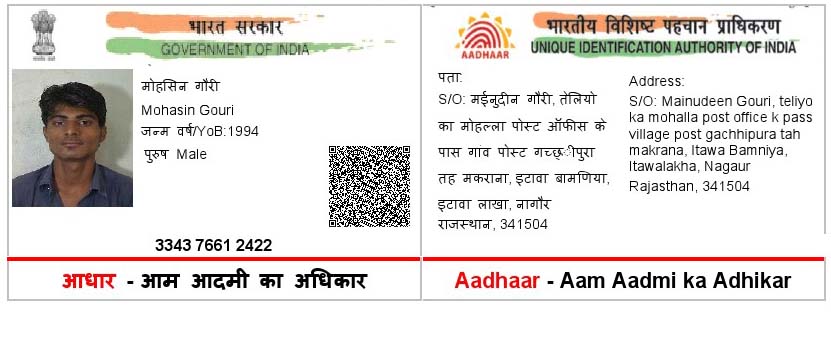 भारत सरकार
GOVERNMENT OF INDIA
मोहसिन गौरी
Mohasin Gouri
जन्म वर्ष/YoB:1994
पुरुष Male
3343 7661 2422
आधार - आम आदमी का अधिकार
भारतीय विशिष्ट पहचान प्राधिकरण
AADHAAR
UNIQUE IDENTIFICATION AUTHORITY OF INDIA
पता:
S/O: मईनुदीन गौरी, तेलियो
का मोहल्ला पोस्ट ऑफीस के
पास गांव पोस्ट गच्छ्ीपुरा
तह मकराना, इटावा बामणिया,
इटावा लाखा, नागौर
राजस्थान, 341504
Address:
S/O: Mainudeen Gouri, teliyo
ka mohalla post office k pass
village post gachhipura tah
makrana, Itawa Bamniya,
Itawalakha, Nagaur
Rajasthan, 341504
Aadhaar - Aam Aadmi ka Adhikar